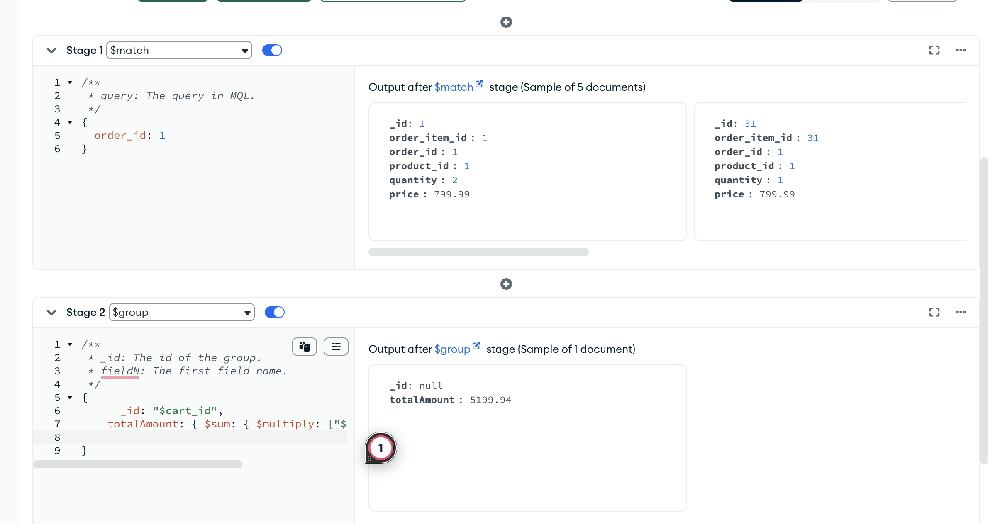 Stage 1 $match
1 /**
2 * query: The query in MQL.
3 */
4 {
5 order_id: 1
6 }
Output after $match stage (Sample of 5 documents)
_id: 1
order_item_id : 1
order_id : 1
product_id : 1
quantity : 2
price : 799.99
_id: 31
order_item_id : 31
order_id : 1
product_id : 1
quantity : 1
price : 799.99
Stage 2 $group
1 /**
2 * _id: The id of the group.
3 * fieldN: The first field name.
4 */
5 {
6 _id: "$cart_id",
7 totalAmount: { $sum: { $multiply: ["$
8
9 }
Output after $group stage (Sample of 1 document)
_id: null
totalAmount : 5199.94
1